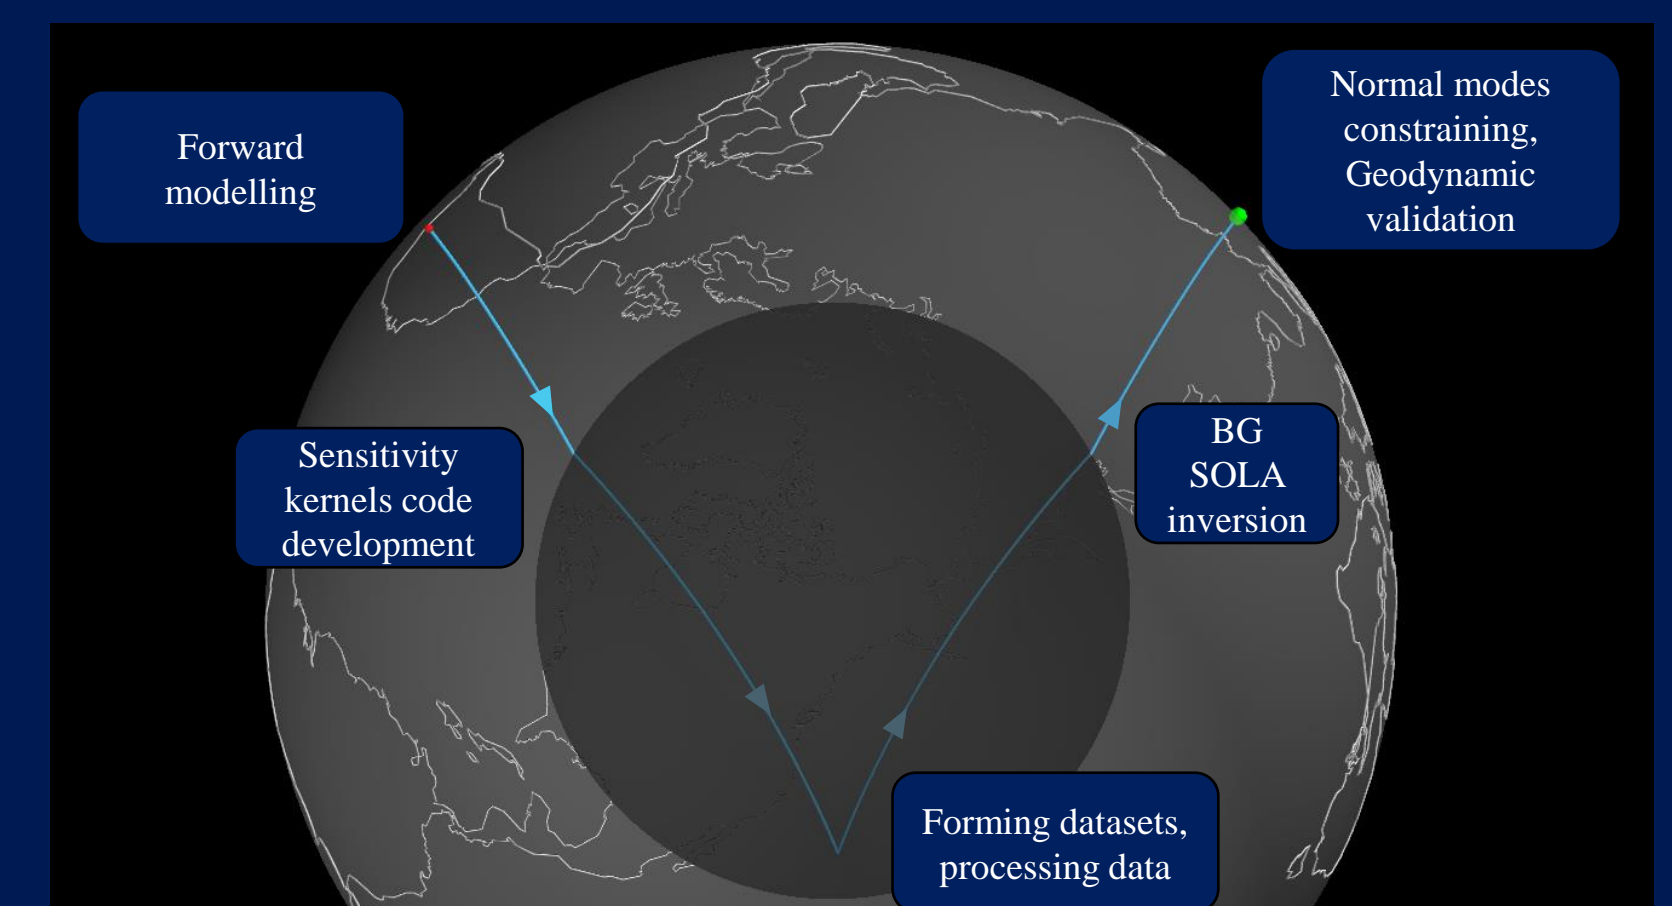 Forward
modelling
Normal modes
constraining,
Geodynamic
validation
Sensitivity
kernels code
development
BG
SOLA
inversion
Forming datasets,
processing data